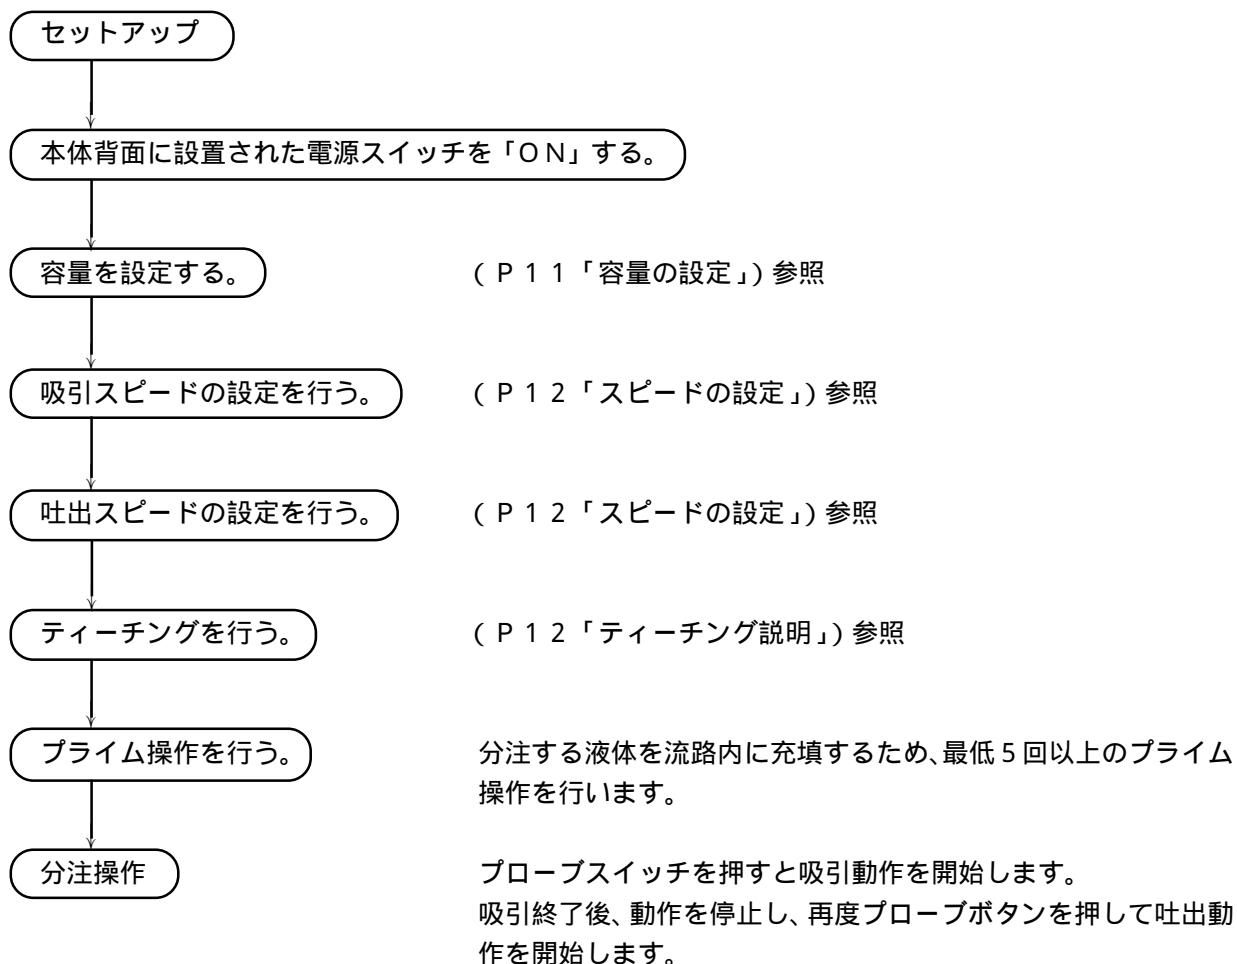 セットアップ
本体背面に設置された電源スイッチを「ON」する。
容量を設定する。 (P11「容量の設定」)参照
吸引スピードの設定を行う。 (P12「スピードの設定」)参照
吐出スピードの設定を行う。 (P12「スピードの設定」)参照
ティーチングを行う。 (P12「ティーチング説明」)参照
プライム操作を行う。 分注する液体を流路内に充填するため、最低5回以上のプライム
操作を行います。
分注操作 プローブスイッチを押すと吸引動作を開始します。
吸引終了後、動作を停止し、再度プローブボタンを押して吐出動
作を開始します。